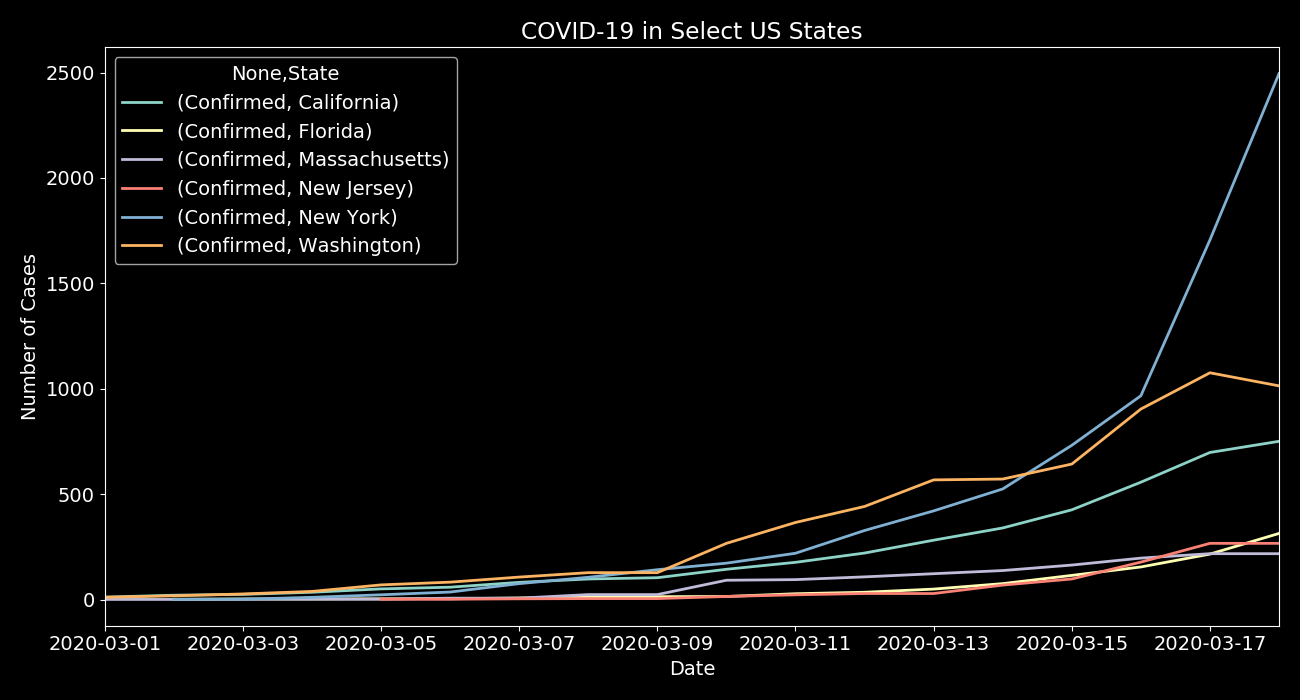 COVID-19 in Select US States
None,State
(Confirmed, California)
(Confirmed, Florida)
(Confirmed, Massachusetts)
(Confirmed, New Jersey)
(Confirmed, New York)
(Confirmed, Washington)
Number of Cases
2500
2000
1500
1000
500
0
2020-03-01 2020-03-03 2020-03-05 2020-03-07 2020-03-09 2020-03-11 2020-03-13 2020-03-15 2020-03-17
Date